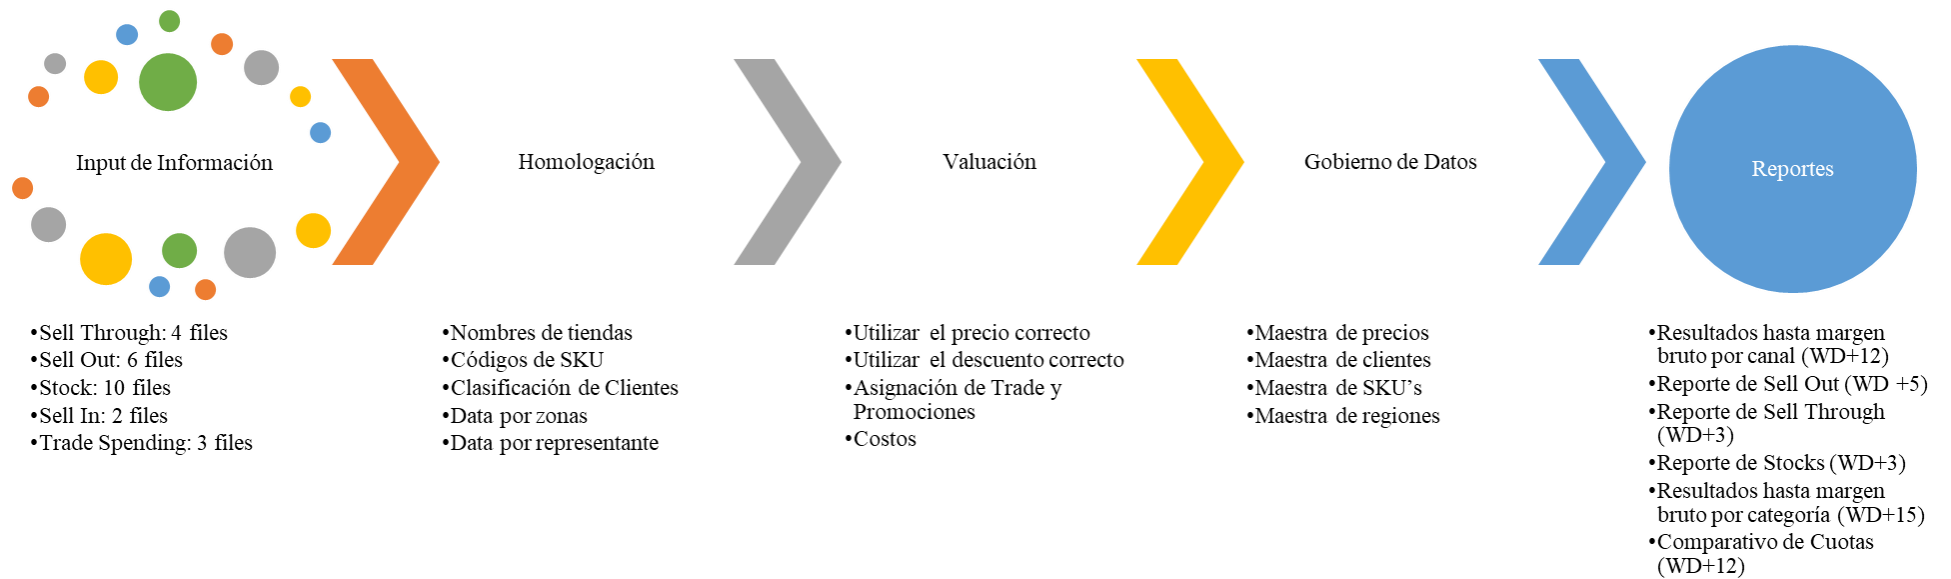 Input de Información
•Sell Through: 4 files
•Sell Out: 6 files
•Stock: 10 files
•Sell In: 2 files
•Trade Spending: 3 files
Homologación
•Nombres de tiendas
•Códigos de SKU
•Clasificación de Clientes
•Data por zonas
•Data por representante
Valuación
•Utilizar el precio correcto
•Utilizar el descuento correcto
•Asignación de Trade y
Promociones
•Costos
Gobierno de Datos
•Maestra de precios
•Maestra de clientes
•Maestra de SKU’s
•Maestra de regiones
Reportes
•Resultados hasta margen
bruto por canal (WD+12)
•Reporte de Sell Out (WD +5)
•Reporte de Sell Through
(WD+3)
•Reporte de Stocks (WD+3)
•Resultados hasta margen
bruto por categoría (WD+15)
•Comparativo de Cuotas
(WD+12)